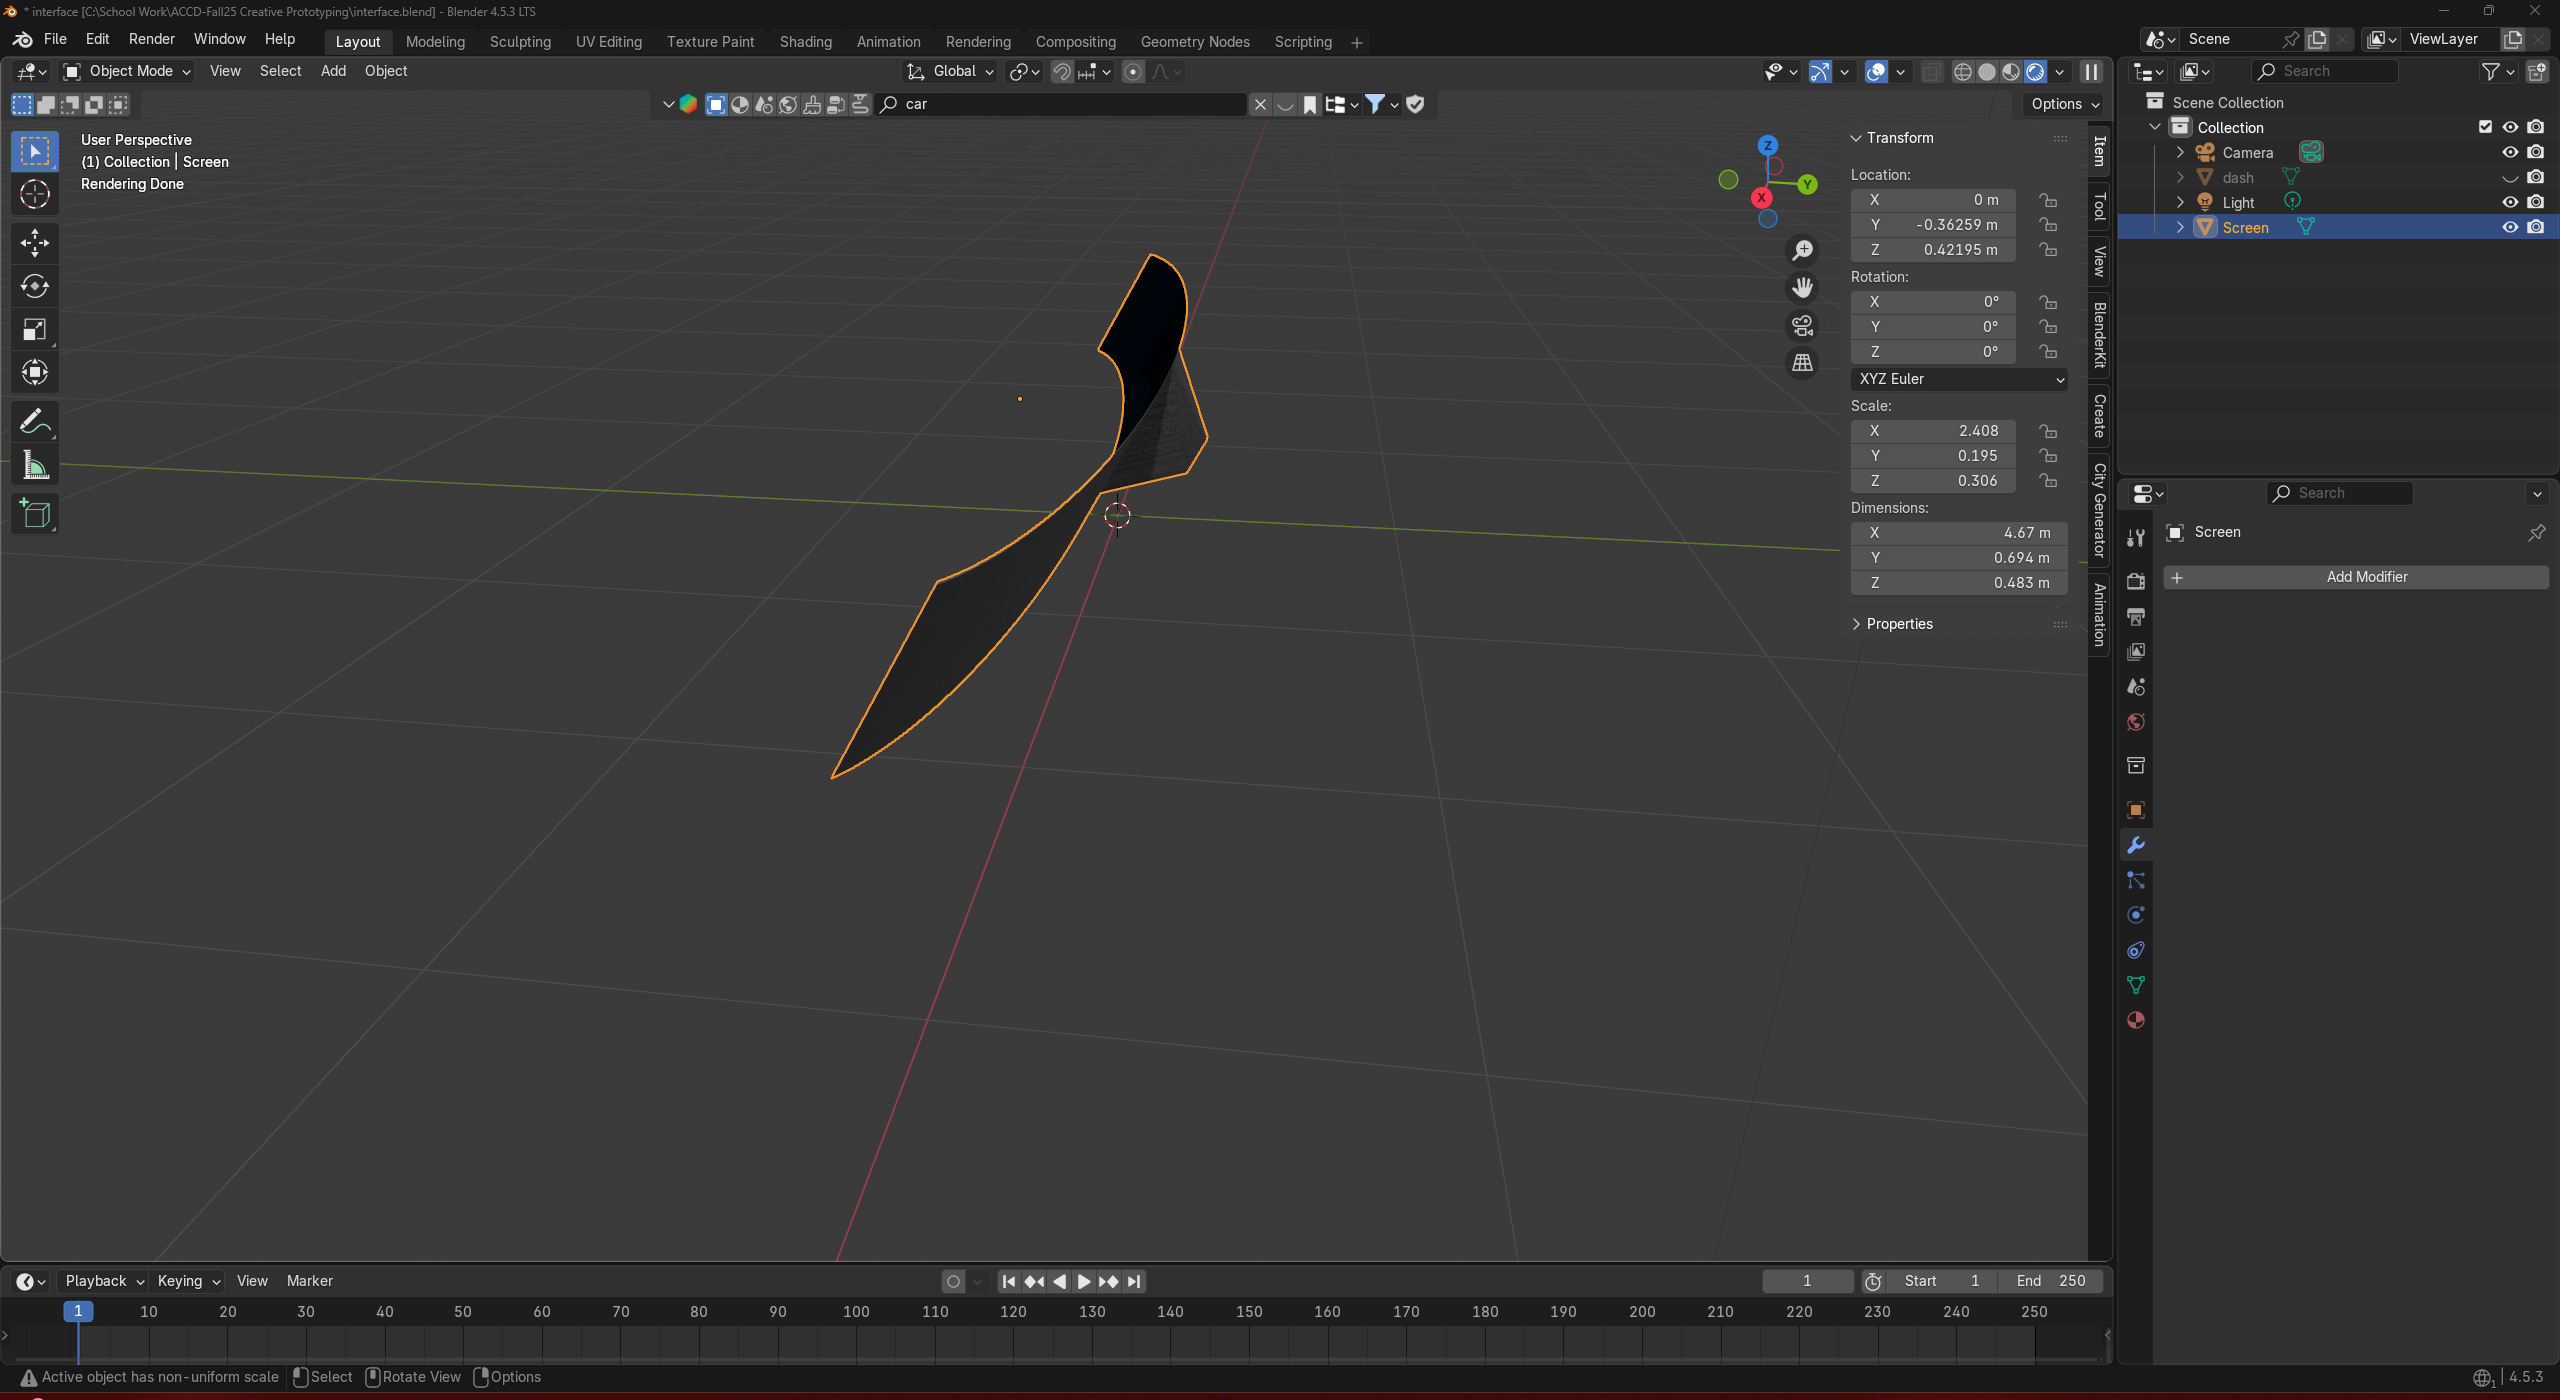 * interface [C:\School Work\ACCD-Fall25 Creative Prototyping\interface.blend] - Blender 4.5.3 LTS
File Edit Render Window Help Layout Modeling Sculpting UV Editing Texture Paint Shading Animation Rendering Compositing Geometry Nodes Scripting Scene ViewLayer
Object Mode View Select Add Object Global Search
car Options
User Perspective
(1) Collection | Screen
Rendering Done
Z
Y
X
Transform
Location:
X 0 m
Y -0.36259 m
Z 0.42195 m
Rotation:
X 0°
Y 0°
Z 0°
XYZ Euler
Scale:
X 2.408
Y 0.195
Z 0.306
Dimensions:
X 4.67 m
Y 0.694 m
Z 0.483 m
Properties
Item
Tool
View
BlenderKit
Create
City Generator
Animation
Scene Collection
Collection
Camera
dash
Light
Screen
Search
Screen
Add Modifier
Playback Keying View Marker 1 Start 1 End 250
1 10 20 30 40 50 60 70 80 90 100 110 120 130 140 150 160 170 180 190 200 210 220 230 240 250
Active object has non-uniform scale Select Rotate View Options 1 4.5.3